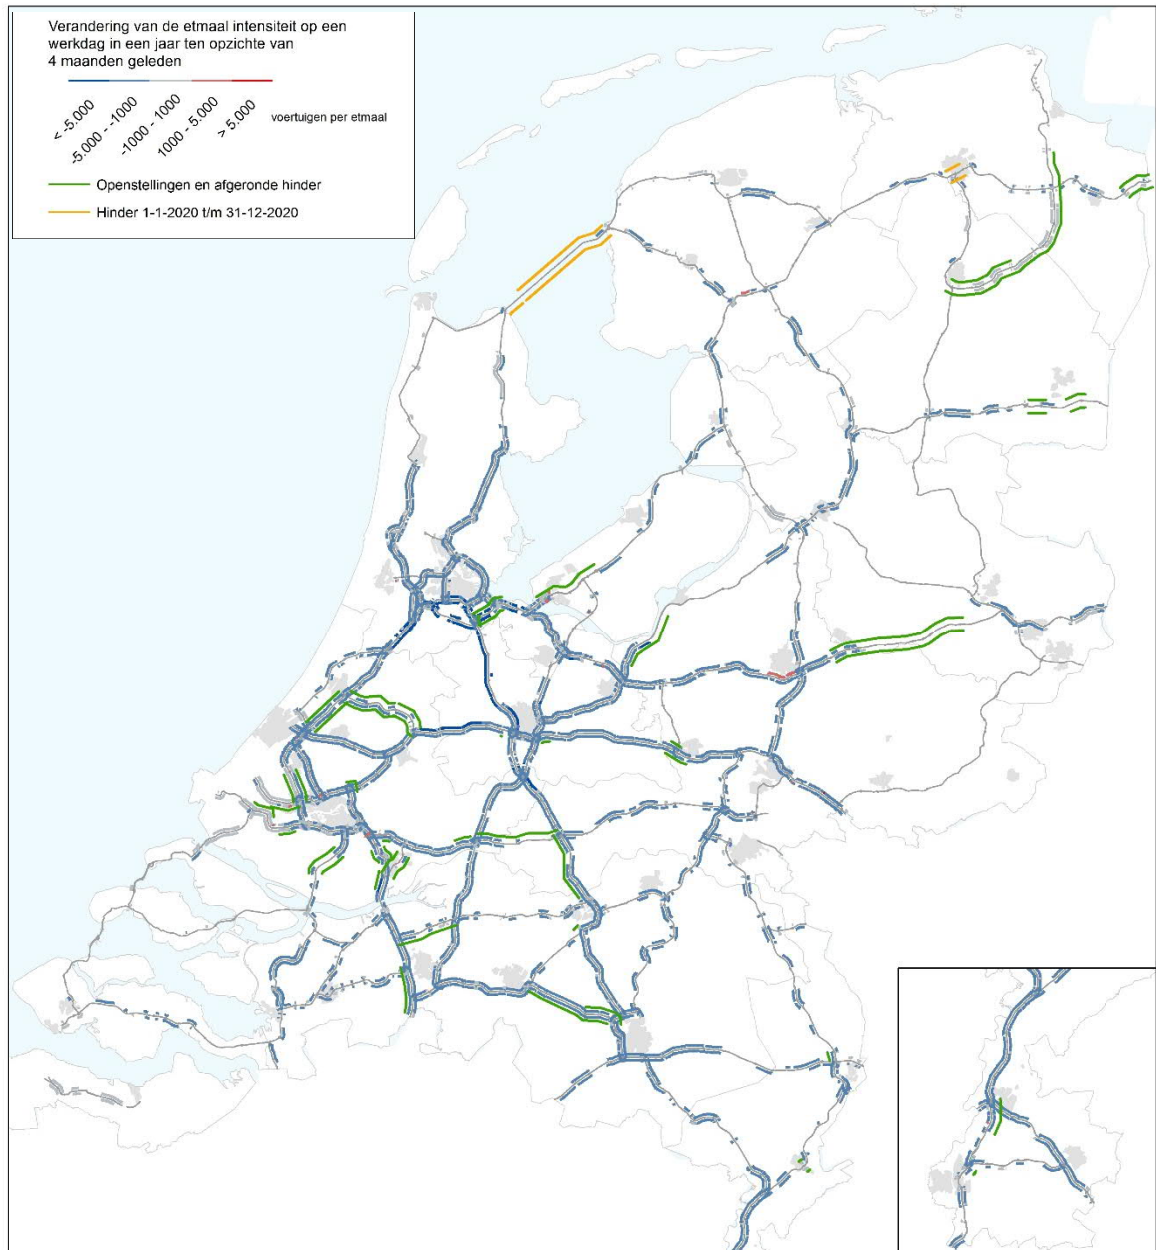 Verandering van de etmaal intensiteit op een
werkdag in een jaar ten opzichte van
4 maanden geleden
< -5.000
-5.000 - -1000
-1000 - 1000
1000 - 5.000
> 5.000
voertuigen per etmaal
Openstellingen en afgeronde hinder
Hinder 1-1-2020 t/m 31-12-2020